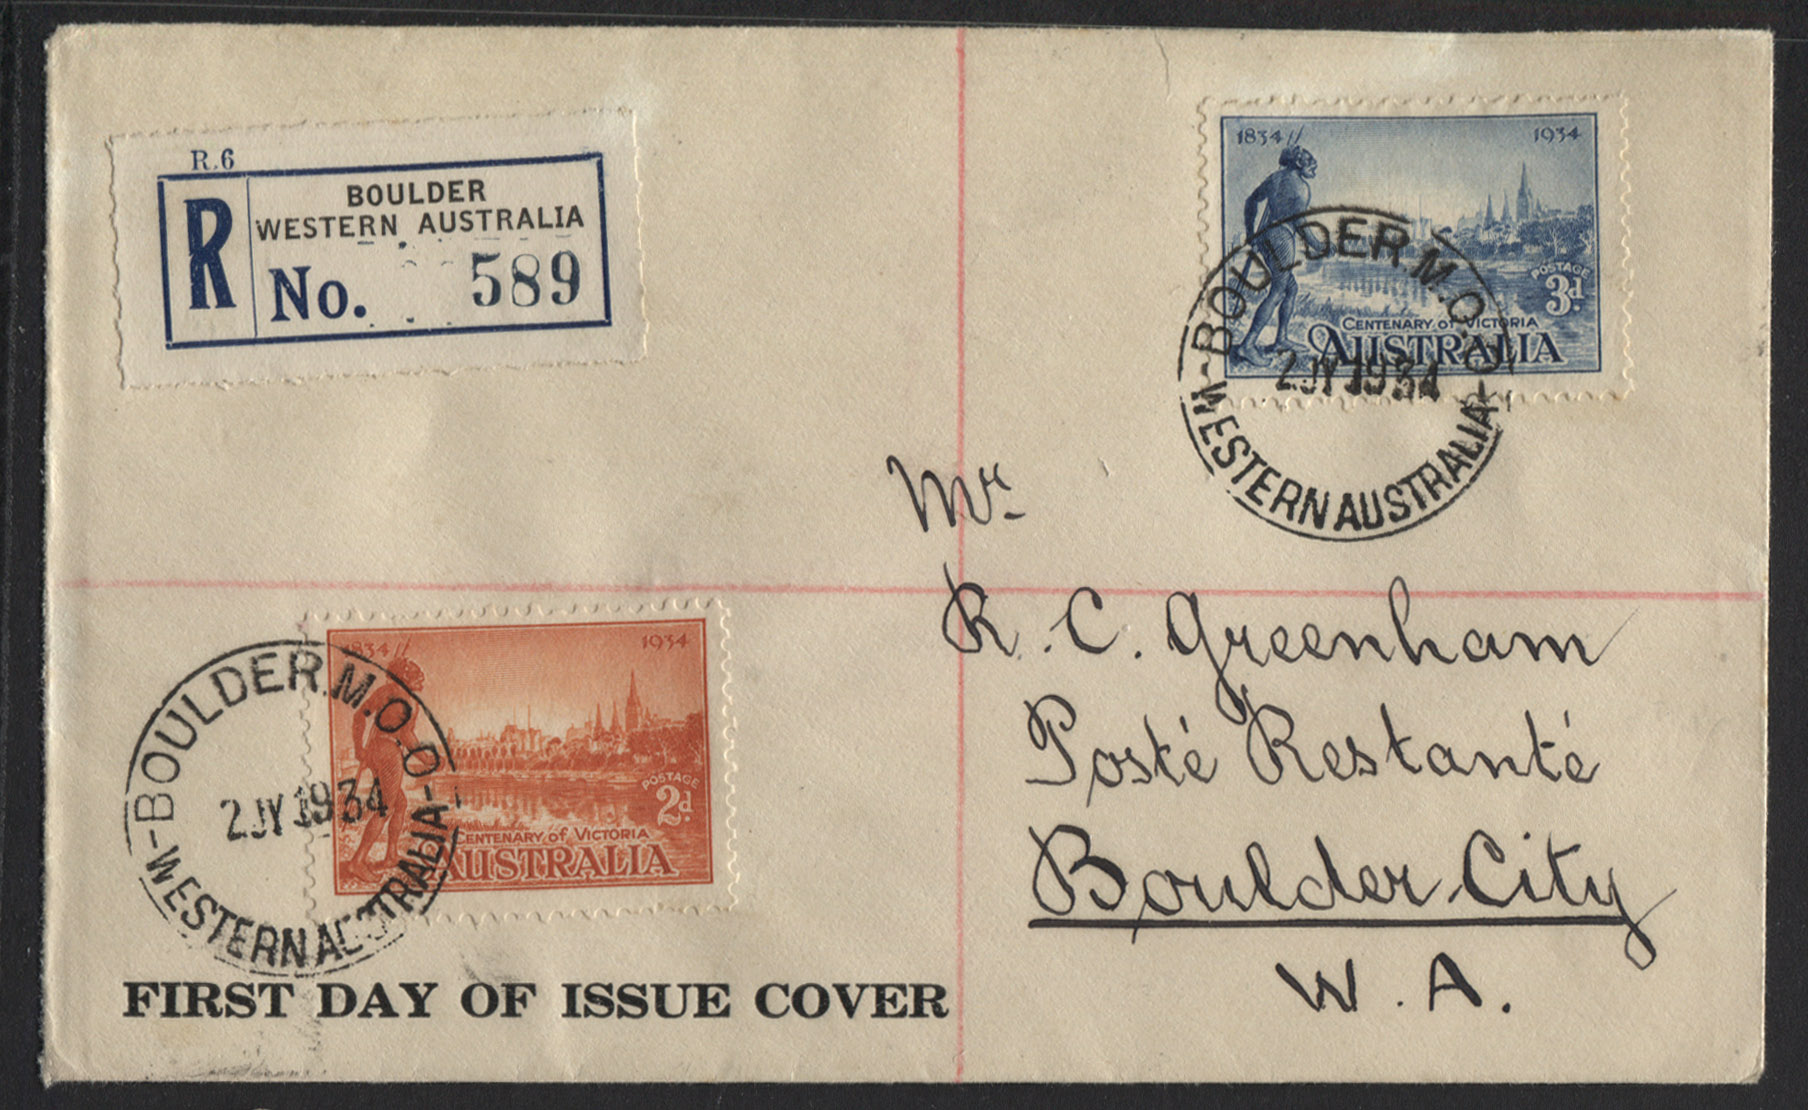 R.6
R
BOULDER
WESTERN AUSTRALIA
No. 589
1834 1934
POSTAGE
3d
CENTENARY of VICTORIA
AUSTRALIA
BOULDER.M.O.O
2 JY 1934
WESTERN AUSTRALIA
Mr
R. C. Greenham
Posté Restanté
Boulder City
W. A.
1834 1934
POSTAGE
2d
CENTENARY of VICTORIA
AUSTRALIA
BOULDER.M.O.O
2 JY 1934
WESTERN AUSTRALIA
FIRST DAY OF ISSUE COVER